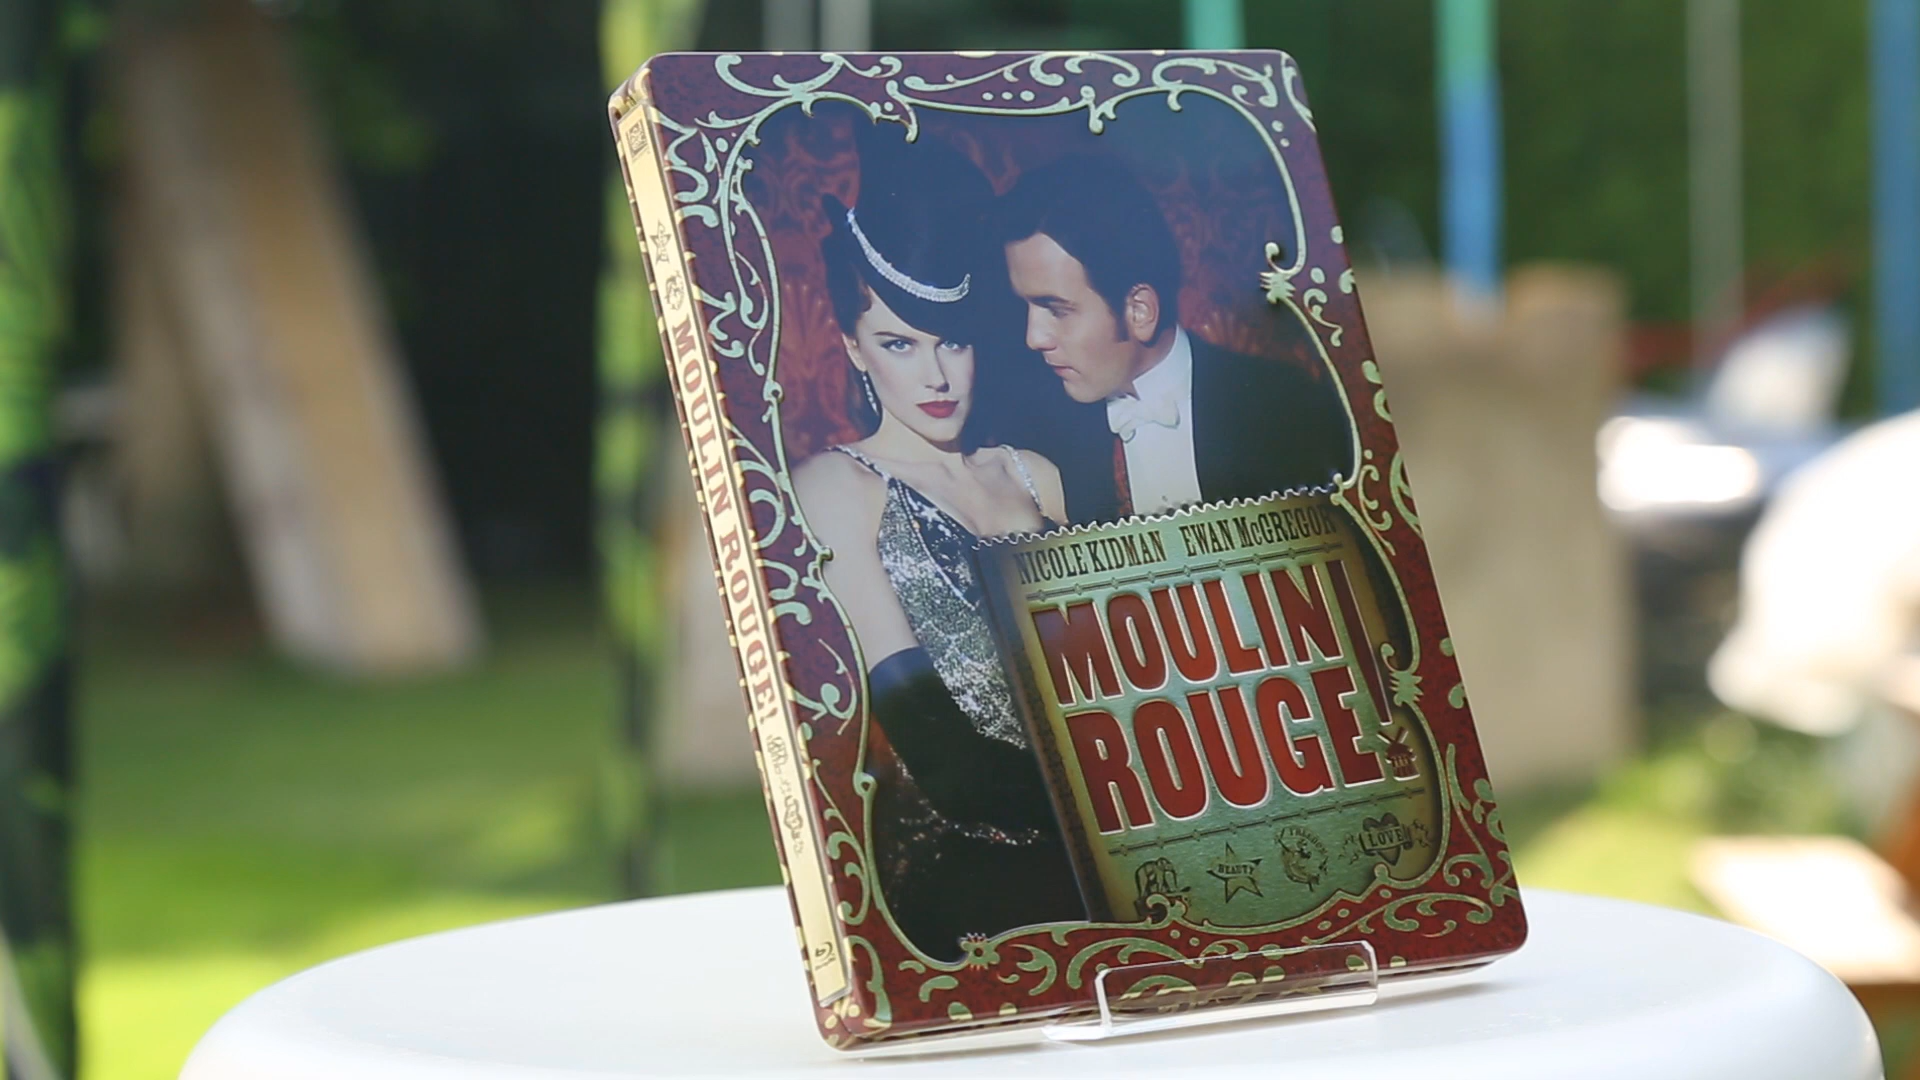 MOULIN ROUGE!
NICOLE KIDMAN EWAN McGREGOR
MOULIN
ROUGE!
BEAUTY
FREEDOM
LOVE